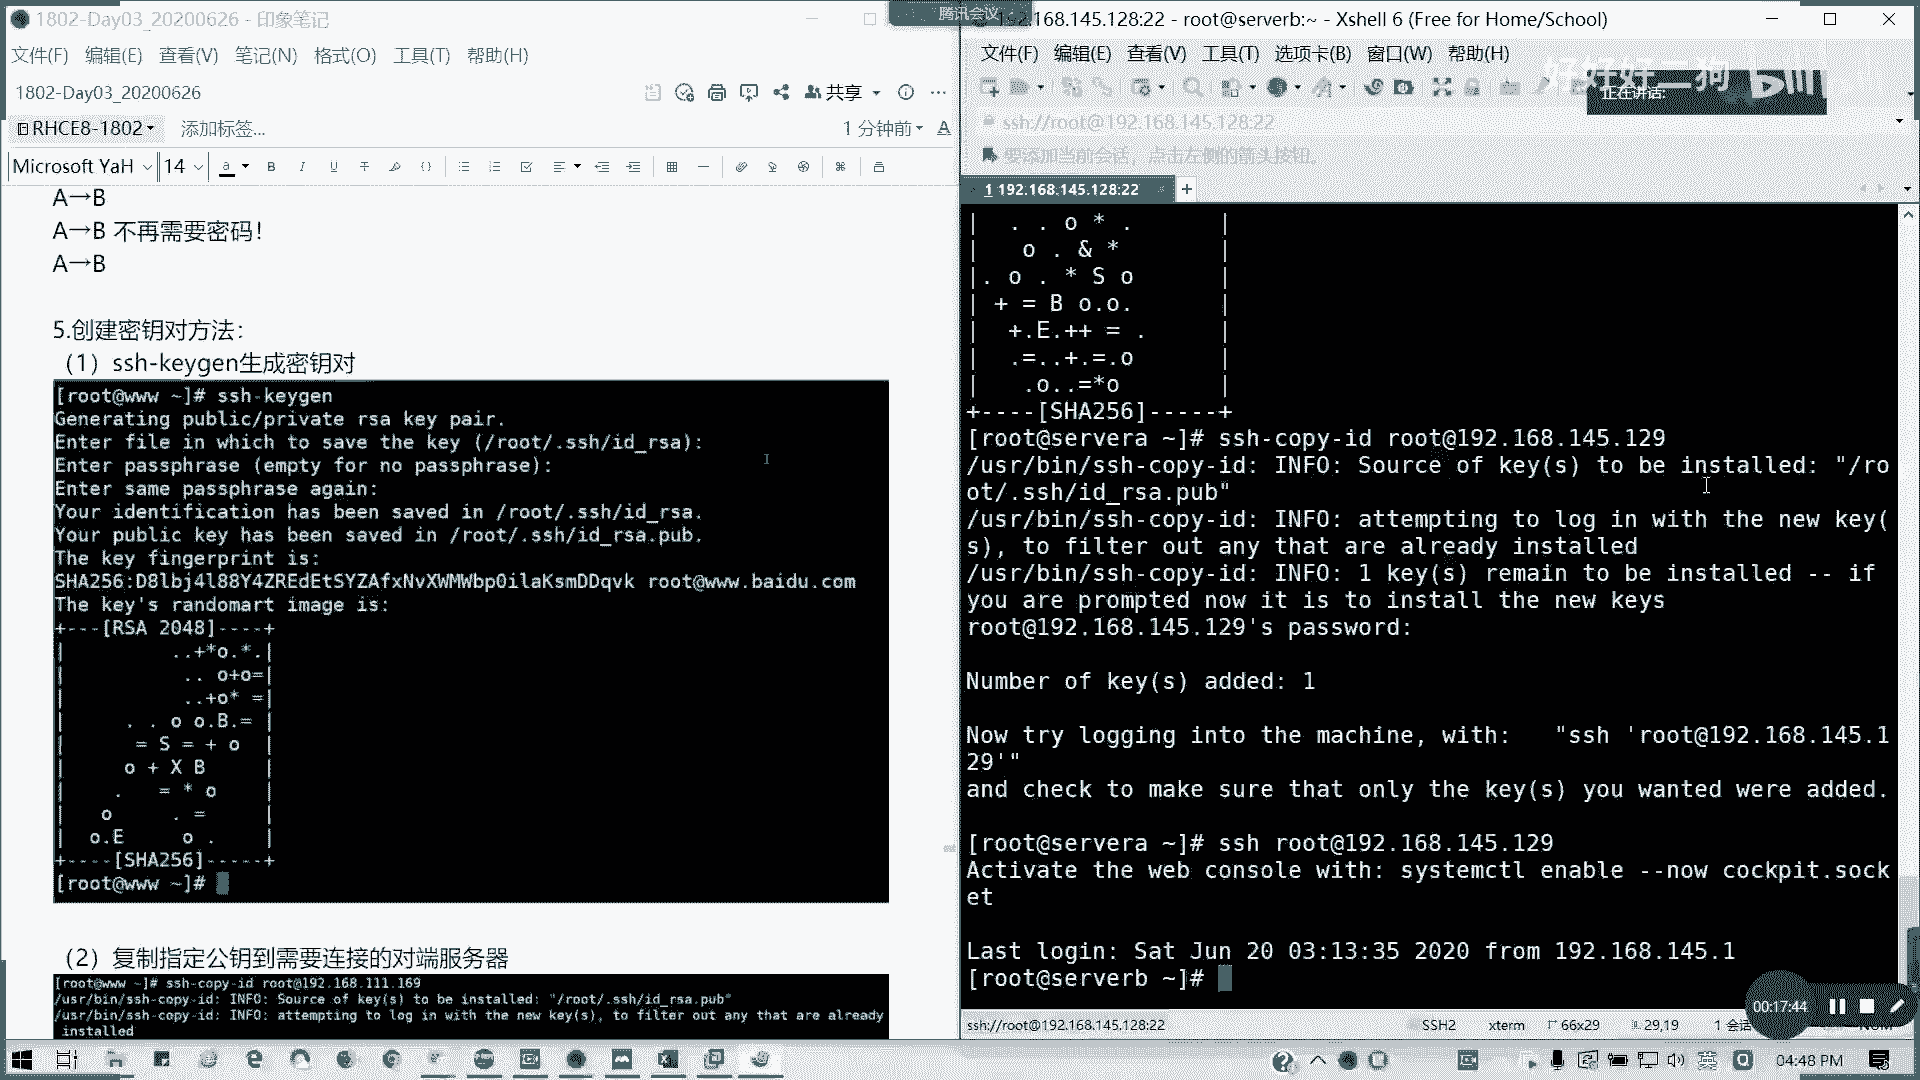 1802-Day03_20200626 - 印象笔记
文件(F) 编辑(E) 查看(V) 笔记(N) 格式(O) 工具(T) 帮助(H)
1802-Day03_20200626
共享
RHCE8-1802
添加标签...
1 分钟前
Microsoft YaH
14
A→B
A→B 不再需要密码！
A→B
5.创建密钥对方法：
（1）ssh-keygen生成密钥对
[root@www ~]# ssh-keygen
Generating public/private rsa key pair.
Enter file in which to save the key (/root/.ssh/id_rsa):
Enter passphrase (empty for no passphrase):
Enter same passphrase again:
Your identification has been saved in /root/.ssh/id_rsa.
Your public key has been saved in /root/.ssh/id_rsa.pub.
The key fingerprint is:
SHA256:D8lbj4l88Y4ZREdEtSYZAfxNvXWMWbp0ilaKsmDDqvk root@www.baidu.com
The key's randomart image is:
+---[RSA 2048]----+
|        ..+*o.*.|
|         .. o+o=|
|         ..+o* =|
|    . . o o.B.= |
|     = S = + o  |
|    o + X B     |
|   .   = * o    |
|  o     . =     |
| o.E     o .    |
+----[SHA256]-----+
[root@www ~]#
（2）复制指定公钥到需要连接的对端服务器
[root@www ~]# ssh-copy-id root@192.168.111.169
/usr/bin/ssh-copy-id: INFO: Source of key(s) to be installed: "/root/.ssh/id_rsa.pub"
/usr/bin/ssh-copy-id: INFO: attempting to log in with the new key(s), to filter out any that are already
installed
腾讯会议
192.168.145.128:22 - root@serverb:~ - Xshell 6 (Free for Home/School)
文件(F) 编辑(E) 查看(V) 工具(T) 选项卡(B) 窗口(W) 帮助(H)
好好好二狗
正在讲话:
ssh://root@192.168.145.128:22
要添加当前会话，点击左侧的箭头按钮。
1 192.168.145.128:22
|  . . o * .      |
|   o . & *       |
|. o . * S o      |
| + = B o.o.      |
|  +.E.++ = .     |
|  .=..+.=.o      |
|   .o..=*o       |
+----[SHA256]-----+
[root@servera ~]# ssh-copy-id root@192.168.145.129
/usr/bin/ssh-copy-id: INFO: Source of key(s) to be installed: "/ro
ot/.ssh/id_rsa.pub"
/usr/bin/ssh-copy-id: INFO: attempting to log in with the new key(
s), to filter out any that are already installed
/usr/bin/ssh-copy-id: INFO: 1 key(s) remain to be installed -- if
you are prompted now it is to install the new keys
root@192.168.145.129's password:
Number of key(s) added: 1
Now try logging into the machine, with:   "ssh 'root@192.168.145.1
29'"
and check to make sure that only the key(s) you wanted were added.
[root@servera ~]# ssh root@192.168.145.129
Activate the web console with: systemctl enable --now cockpit.sock
et
Last login: Sat Jun 20 03:13:35 2020 from 192.168.145.1
[root@serverb ~]#
00:17:44
ssh://root@192.168.145.128:22
SSH2
xterm
66x29
29,19
1 会话
英
04:48 PM